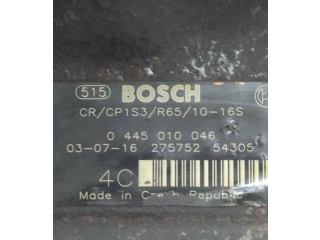 515 BOSCH
CR/CP1S3/R65/10-16S
0 445 010 046
03-07-16 275752 54305
4C
Made in Czech Republic